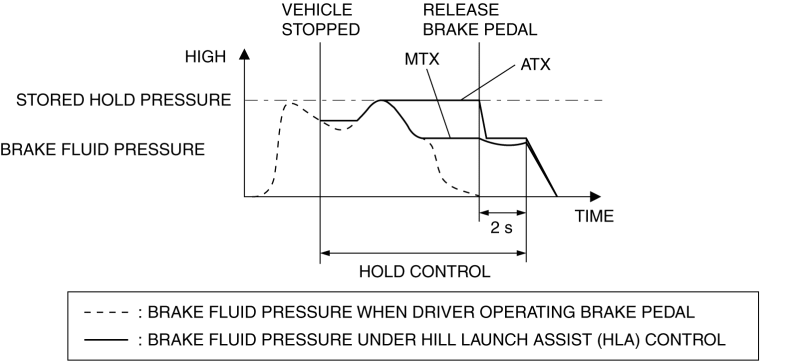 VEHICLE
STOPPED
RELEASE
BRAKE PEDAL
HIGH
MTX
ATX
STORED HOLD PRESSURE
BRAKE FLUID PRESSURE
TIME
2 s
HOLD CONTROL
: BRAKE FLUID PRESSURE WHEN DRIVER OPERATING BRAKE PEDAL
: BRAKE FLUID PRESSURE UNDER HILL LAUNCH ASSIST (HLA) CONTROL